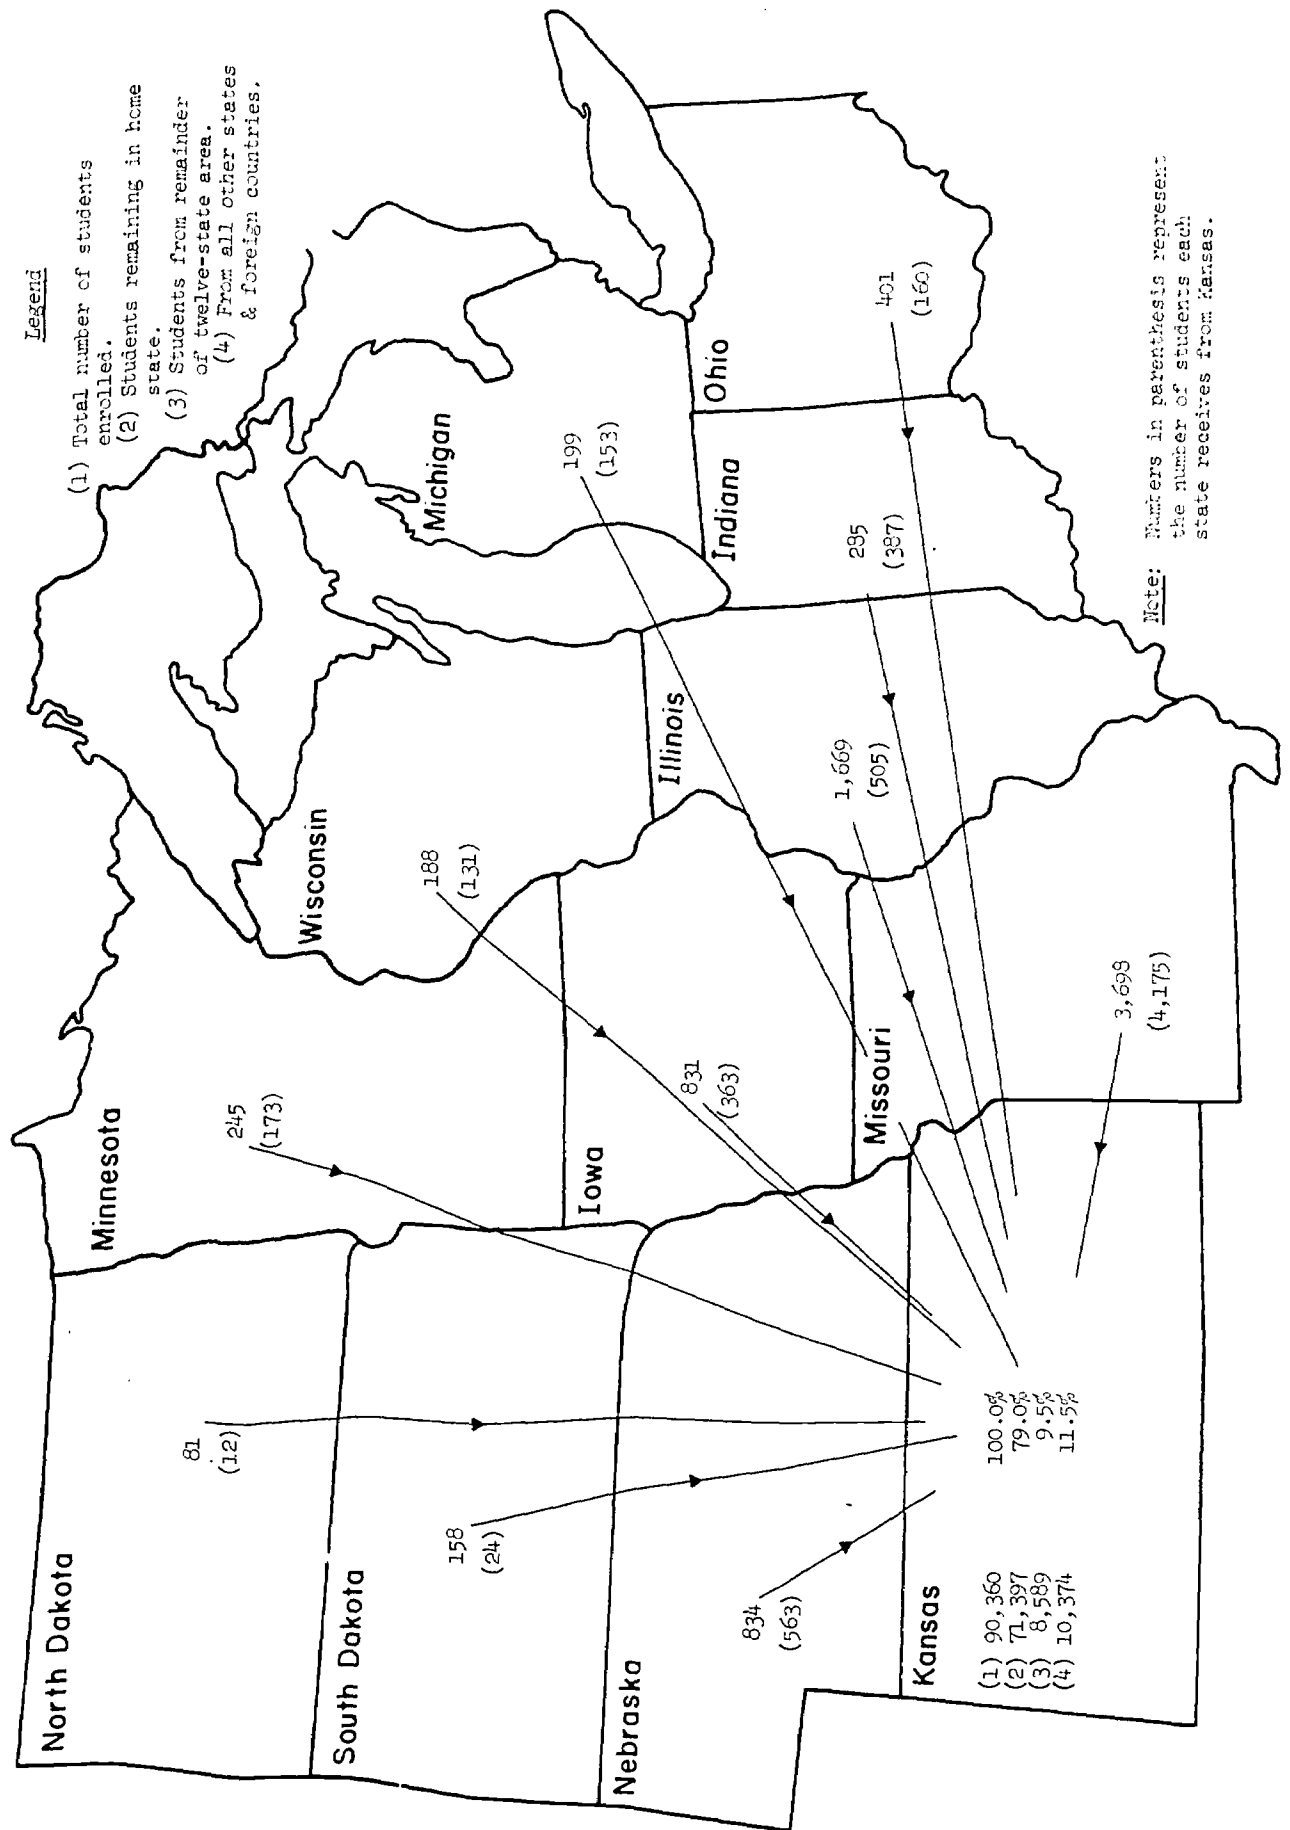 Legend
(1) Total number of students
enrolled.
(2) Students remaining in home
state.
(3) Students from remainder
of twelve-state area.
(4) From all other states
& foreign countries.
North Dakota
81
(12)
Minnesota
245
(173)
South Dakota
158
(24)
Wisconsin
188
(131)
Michigan
199
(153)
Nebraska
834
(563)
Iowa
831
(363)
Illinois
1,669
(505)
Indiana
285
(387)
Ohio
401
(160)
Missouri
3,698
(4,175)
Kansas
(1) 90,360 100.0%
(2) 71,397 79.0%
(3) 8,589 9.5%
(4) 10,374 11.5%
Note: Numbers in parenthesis represent
the number of students each
state receives from Kansas.